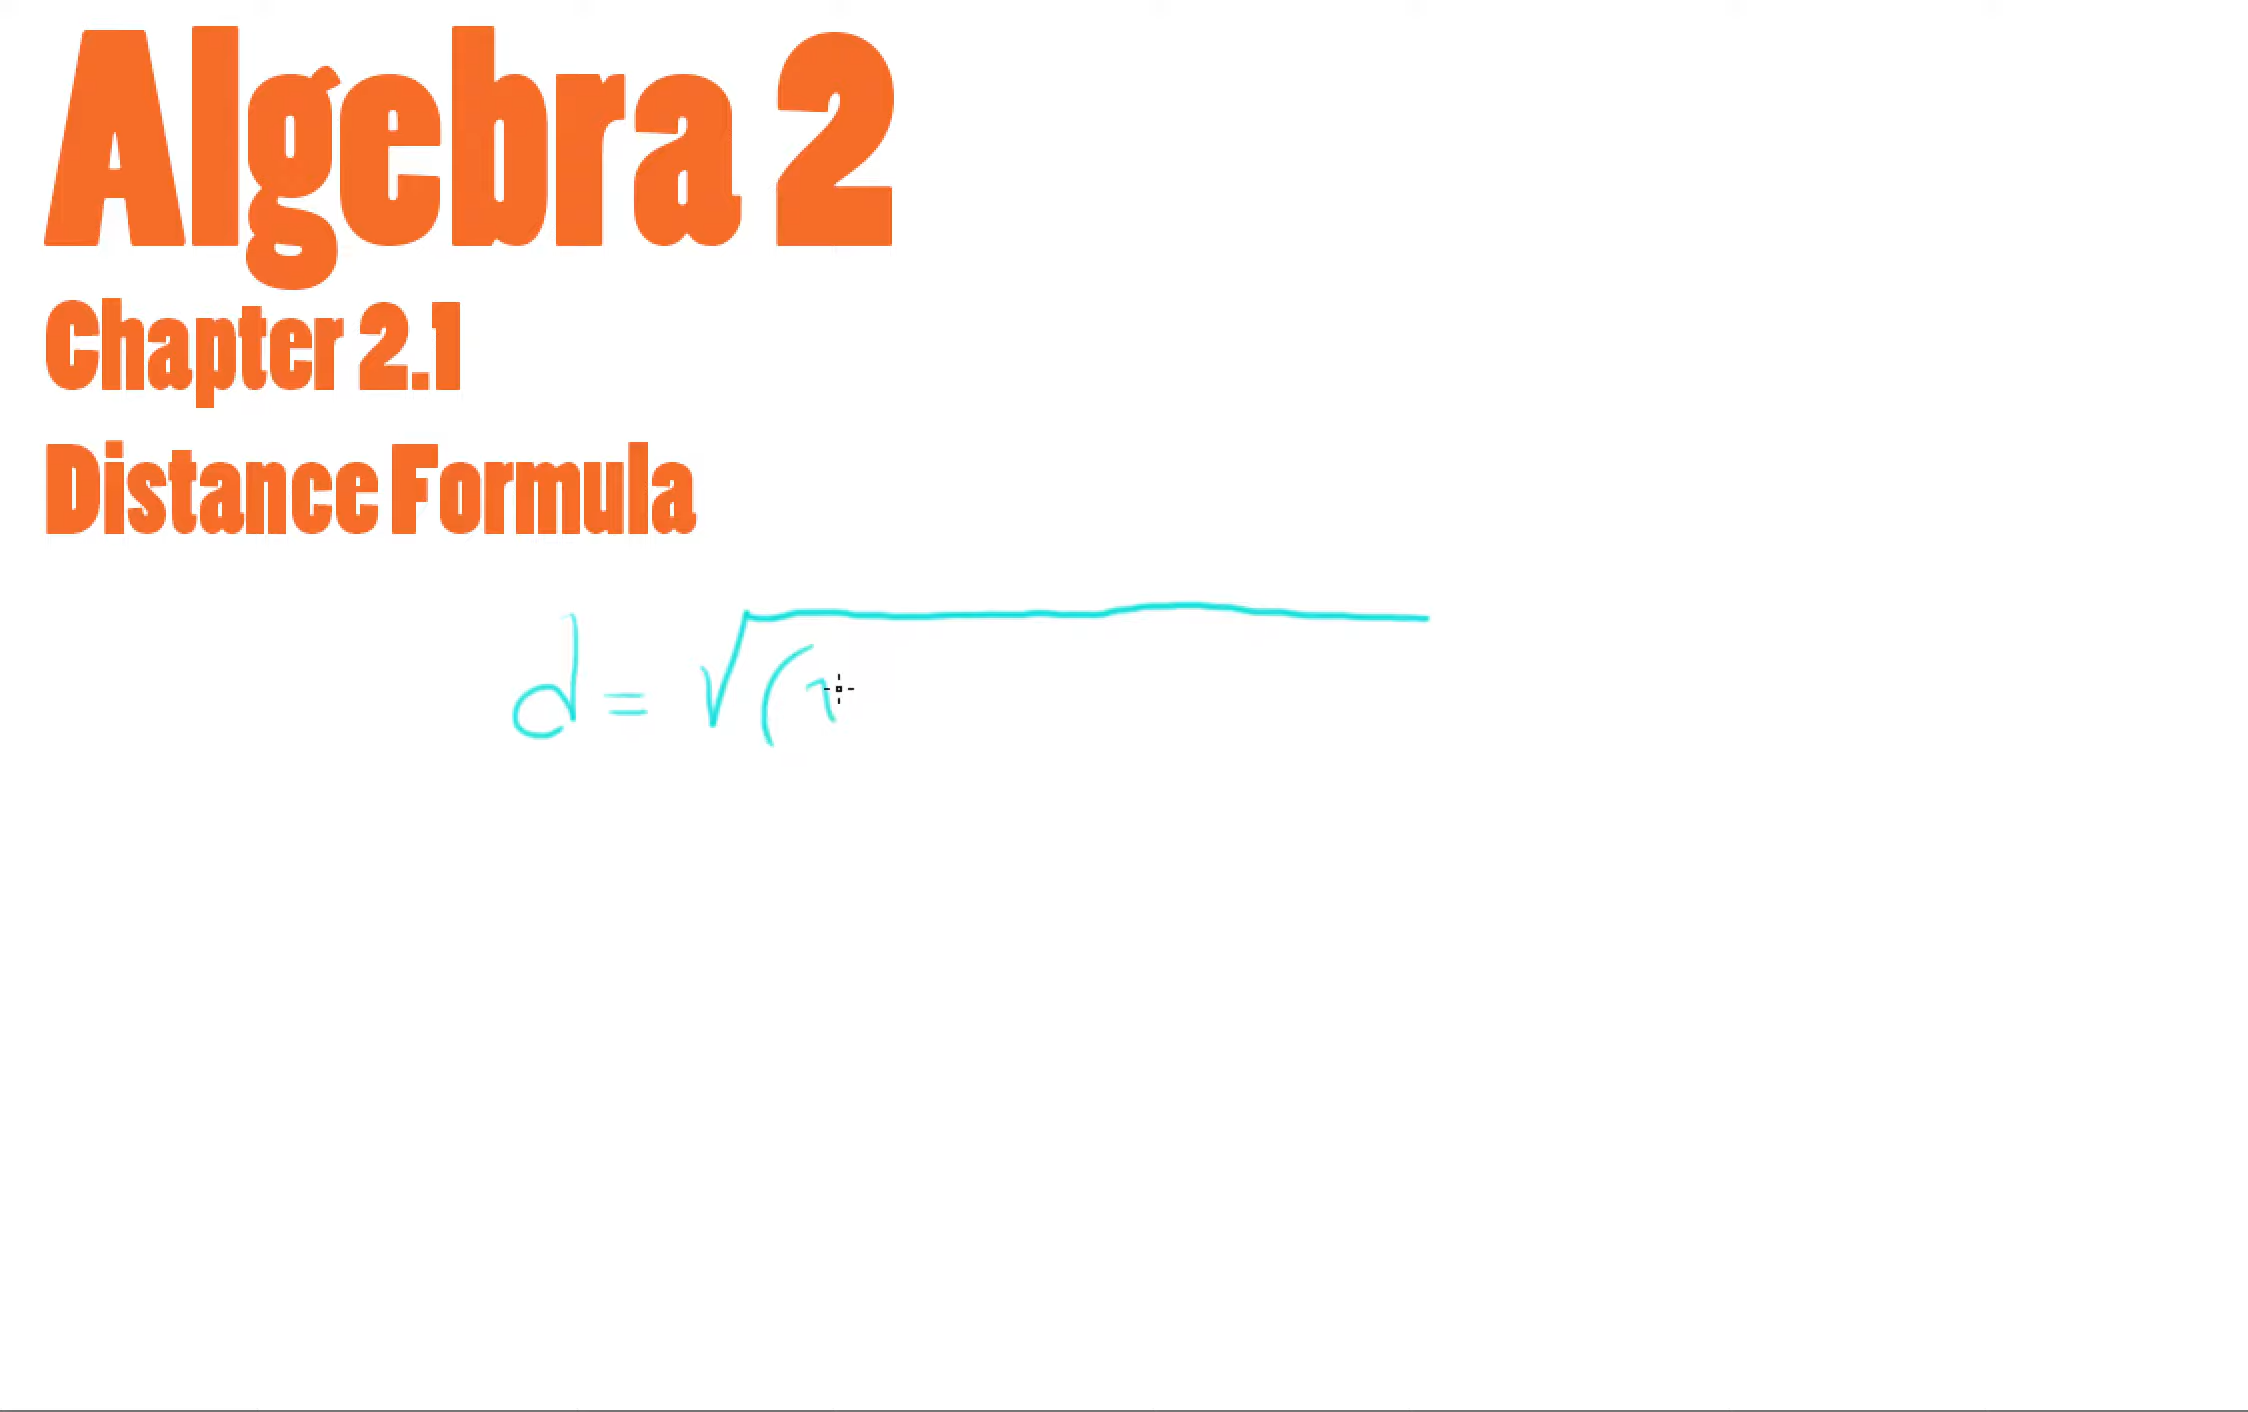 Algebra 2
Chapter 2.1
Distance Formula
d = √(